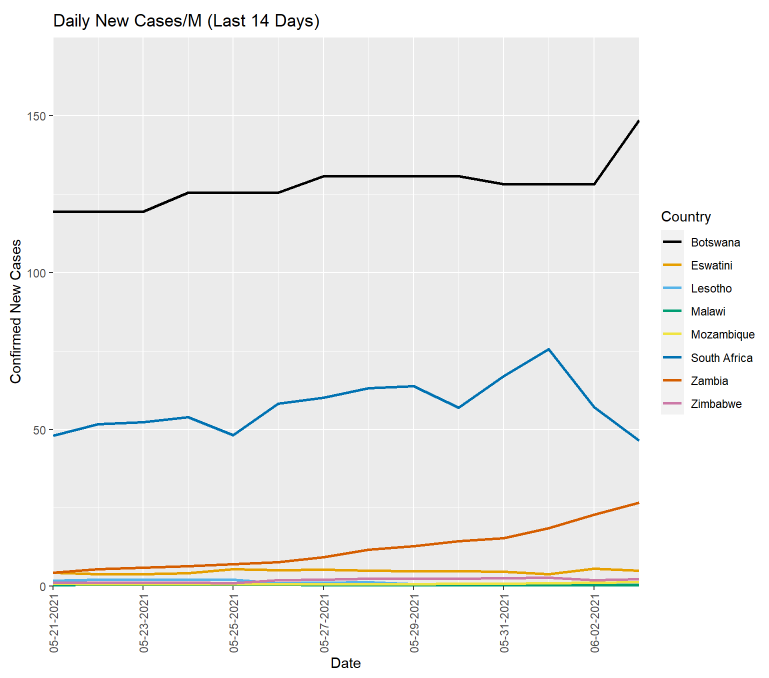 Daily New Cases/M (Last 14 Days)
Confirmed New Cases
150
100
50
0
05-21-2021
05-23-2021
05-25-2021
05-27-2021
05-29-2021
05-31-2021
06-02-2021
Date
Country
Botswana
Eswatini
Lesotho
Malawi
Mozambique
South Africa
Zambia
Zimbabwe